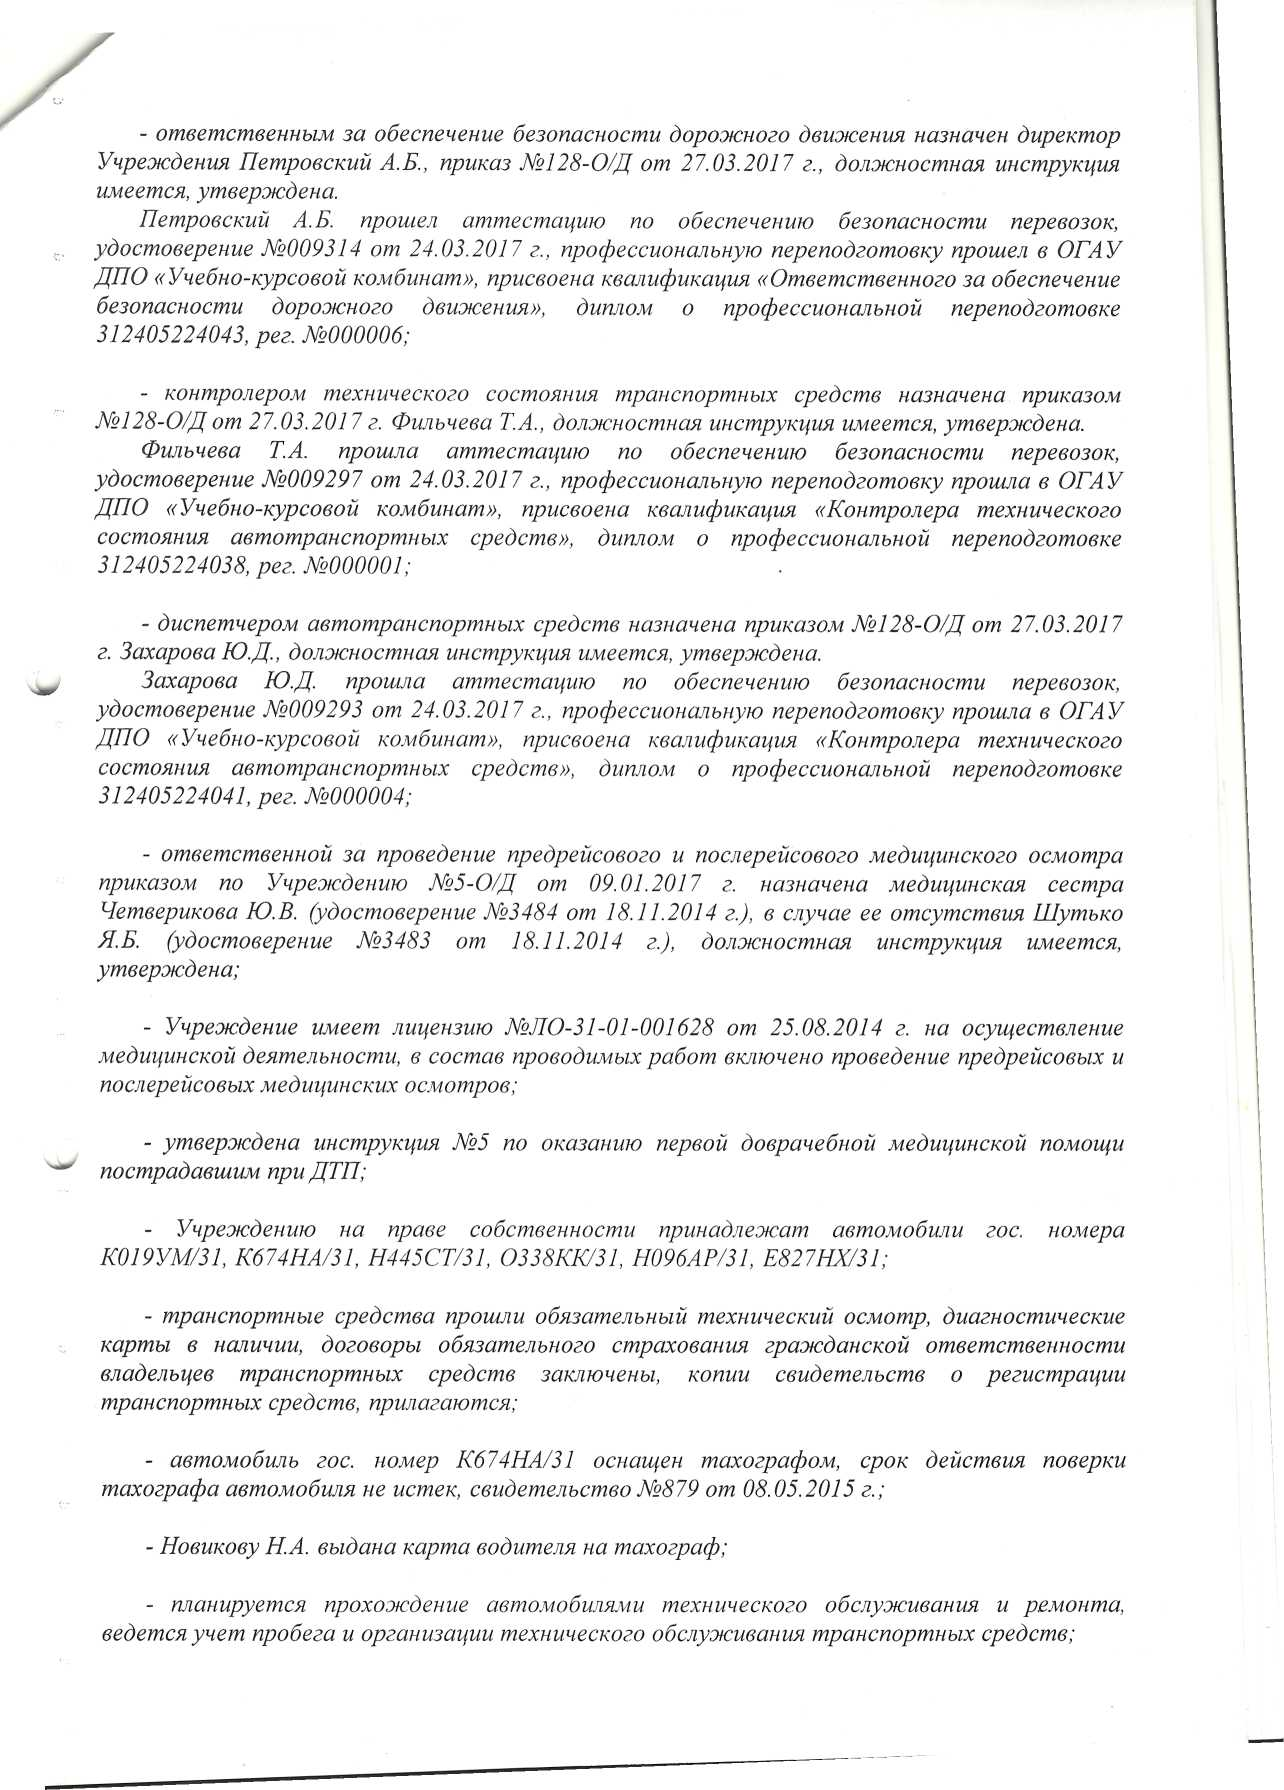 - ответственным за обеспечение безопасности дорожного движения назначен директор
Учреждения Петровский А.Б., приказ №128-О/Д от 27.03.2017 г., должностная инструкция
имеется, утверждена.
Петровский А.Б. прошел аттестацию по обеспечению безопасности перевозок,
удостоверение №009314 от 24.03.2017 г., профессиональную переподготовку прошел в ОГАУ
ДПО «Учебно-курсовой комбинат», присвоена квалификация «Ответственного за обеспечение
безопасности дорожного движения», диплом о профессиональной переподготовке
312405224043, рег. №000006;
- контролером технического состояния транспортных средств назначена приказом
№128-О/Д от 27.03.2017 г. Фильчева Т.А., должностная инструкция имеется, утверждена.
Фильчева Т.А. прошла аттестацию по обеспечению безопасности перевозок,
удостоверение №009297 от 24.03.2017 г., профессиональную переподготовку прошла в ОГАУ
ДПО «Учебно-курсовой комбинат», присвоена квалификация «Контролера технического
состояния автотранспортных средств», диплом о профессиональной переподготовке
312405224038, рег. №000001;
- диспетчером автотранспортных средств назначена приказом №128-О/Д от 27.03.2017
г. Захарова Ю.Д., должностная инструкция имеется, утверждена.
Захарова Ю.Д. прошла аттестацию по обеспечению безопасности перевозок,
удостоверение №009293 от 24.03.2017 г., профессиональную переподготовку прошла в ОГАУ
ДПО «Учебно-курсовой комбинат», присвоена квалификация «Контролера технического
состояния автотранспортных средств», диплом о профессиональной переподготовке
312405224041, рег. №000004;
- ответственной за проведение предрейсового и послерейсового медицинского осмотра
приказом по Учреждению №5-О/Д от 09.01.2017 г. назначена медицинская сестра
Четверикова Ю.В. (удостоверение №3484 от 18.11.2014 г.), в случае ее отсутствия Шутько
Я.Б. (удостоверение №3483 от 18.11.2014 г.), должностная инструкция имеется,
утверждена;
- Учреждение имеет лицензию №ЛО-31-01-001628 от 25.08.2014 г. на осуществление
медицинской деятельности, в состав проводимых работ включено проведение предрейсовых и
послерейсовых медицинских осмотров;
- утверждена инструкция №5 по оказанию первой доврачебной медицинской помощи
пострадавшим при ДТП;
- Учреждению на праве собственности принадлежат автомобили гос. номера
К019УМ/31, К674НА/31, Н445СТ/31, О338КК/31, Н096АР/31, Е827НХ/31;
- транспортные средства прошли обязательный технический осмотр, диагностические
карты в наличии, договоры обязательного страхования гражданской ответственности
владельцев транспортных средств заключены, копии свидетельств о регистрации
транспортных средств, прилагаются;
- автомобиль гос. номер К674НА/31 оснащен тахографом, срок действия поверки
тахографа автомобиля не истек, свидетельство №879 от 08.05.2015 г.;
- Новикову Н.А. выдана карта водителя на тахограф;
- планируется прохождение автомобилями технического обслуживания и ремонта,
ведется учет пробега и организации технического обслуживания транспортных средств;